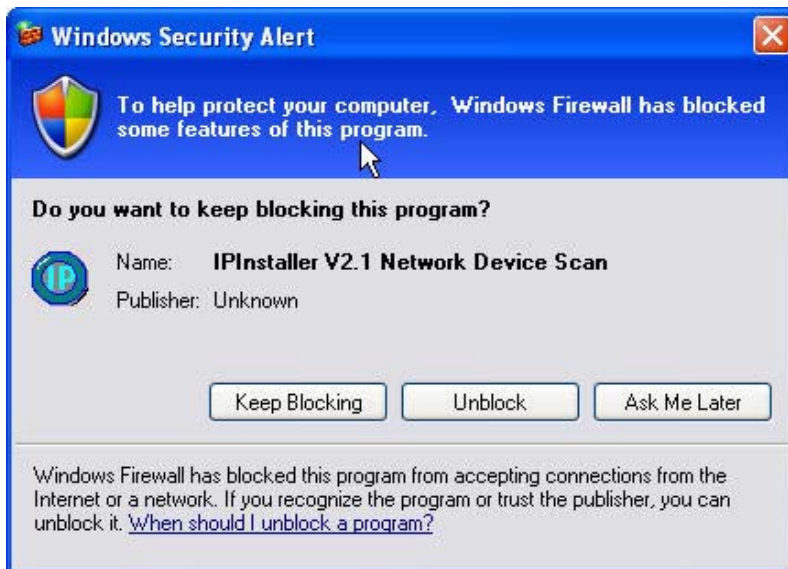 Windows Security Alert
To help protect your computer, Windows Firewall has blocked
some features of this program.
Do you want to keep blocking this program?
IP
Name: IPInstaller V2.1 Network Device Scan
Publisher: Unknown
Keep Blocking Unblock Ask Me Later
Windows Firewall has blocked this program from accepting connections from the
Internet or a network. If you recognize the program or trust the publisher, you can
unblock it. When should I unblock a program?